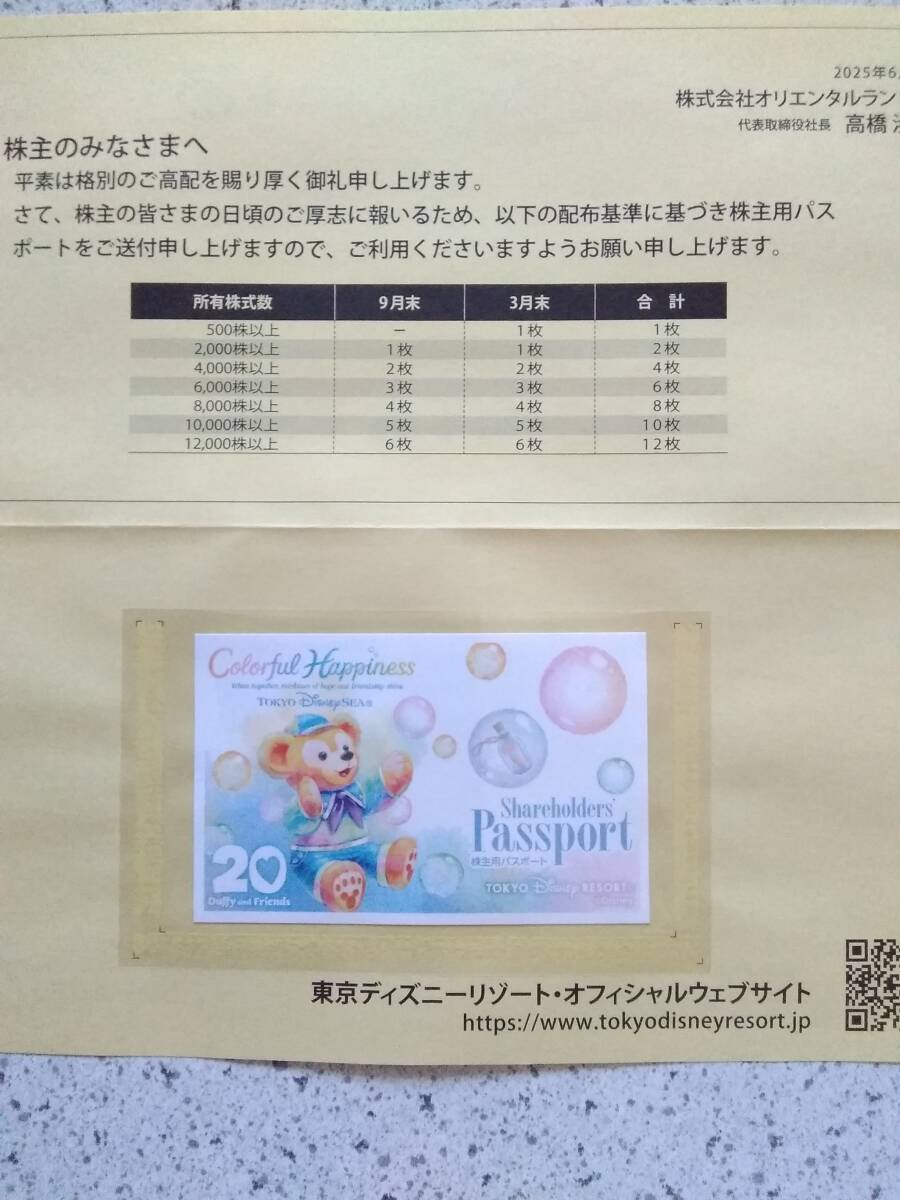 2025年6
株式会社オリエンタルラン
代表取締役社長 高橋
株主のみなさまへ
平素は格別のご高配を賜り厚く御礼申し上げます。
さて、株主の皆さまの日頃のご厚志に報いるため、以下の配布基準に基づき株主用パス
ポートをご送付申し上げますので、ご利用くださいますようお願い申し上げます。
所有株式数 9月末 3月末 合 計
500株以上 － 1枚 1枚
2,000株以上 1枚 1枚 2枚
4,000株以上 2枚 2枚 4枚
6,000株以上 3枚 3枚 6枚
8,000株以上 4枚 4枚 8枚
10,000株以上 5枚 5枚 10枚
12,000株以上 6枚 6枚 12枚
Colorful Happiness
When together, rainbows of hope and friendship shine
TOKYO DisneySEA®
Shareholders'
Passport
株主用パスポート
20
Duffy and Friends
TOKYO Disney RESORT®
©Disney
東京ディズニーリゾート・オフィシャルウェブサイト
https://www.tokyodisneyresort.jp